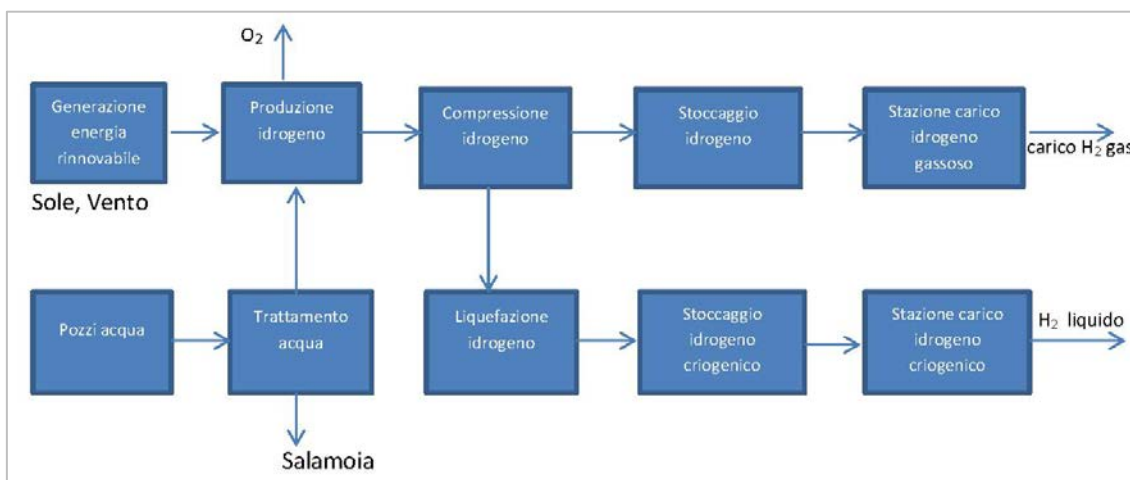 O₂
Generazione
energia
rinnovabile
Produzione
idrogeno
Compressione
idrogeno
Stoccaggio
idrogeno
Stazione carico
idrogeno
gassoso
carico H₂ gas
Sole, Vento
Pozzi acqua
Trattamento
acqua
Liquefazione
idrogeno
Stoccaggio
idrogeno
criogenico
Stazione carico
idrogeno
criogenico
H₂ liquido
Salamoia